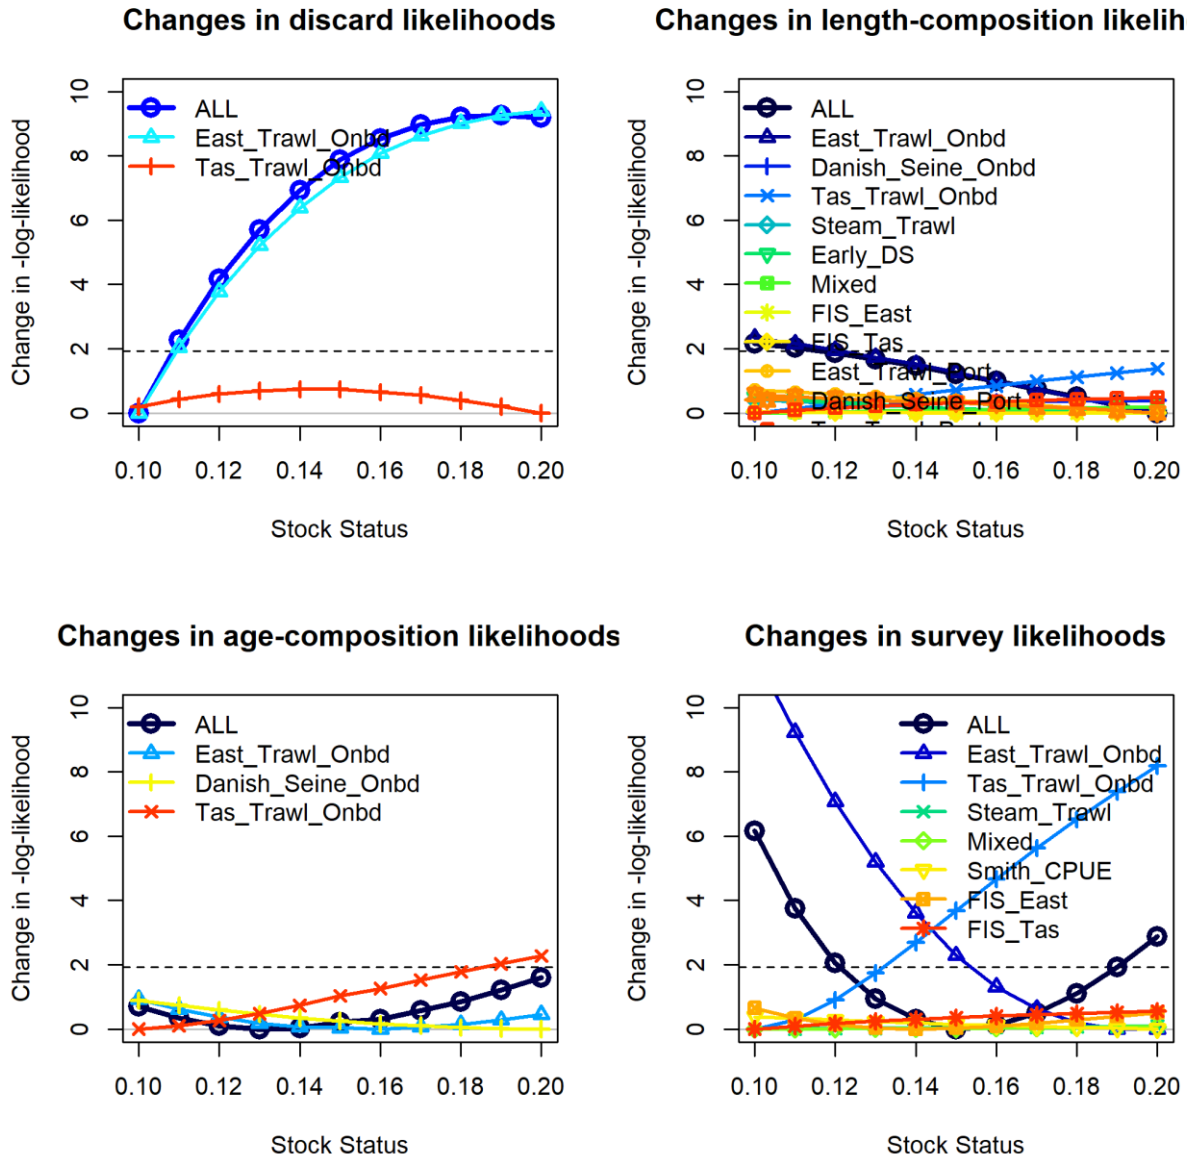 Changes in discard likelihoods
Change in -log-likelihood
10
8
6
4
2
0
ALL
East_Trawl_Onbd
Tas_Trawl_Onbd
0.10 0.12 0.14 0.16 0.18 0.20
Stock Status
Changes in length-composition likelih
Change in -log-likelihood
10
8
6
4
2
0
ALL
East_Trawl_Onbd
Danish_Seine_Onbd
Tas_Trawl_Onbd
Steam_Trawl
Early_DS
Mixed
FIS_East
FIS_Tas
East_Trawl_Port
Danish_Seine_Port
0.10 0.12 0.14 0.16 0.18 0.20
Stock Status
Changes in age-composition likelihoods
Change in -log-likelihood
10
8
6
4
2
0
ALL
East_Trawl_Onbd
Danish_Seine_Onbd
Tas_Trawl_Onbd
0.10 0.12 0.14 0.16 0.18 0.20
Stock Status
Changes in survey likelihoods
Change in -log-likelihood
10
8
6
4
2
0
ALL
East_Trawl_Onbd
Tas_Trawl_Onbd
Steam_Trawl
Mixed
Smith_CPUE
FIS_East
FIS_Tas
0.10 0.12 0.14 0.16 0.18 0.20
Stock Status